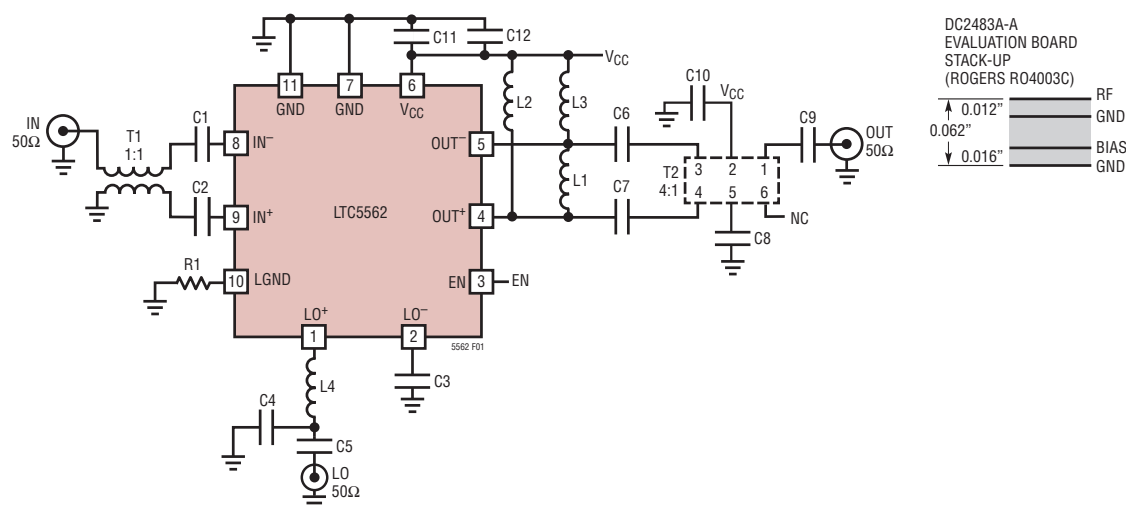 DC2483A-A
EVALUATION BOARD
STACK-UP
(ROGERS RO4003C)
RF
0.012”
GND
0.062”
BIAS
0.016”
GND
C11
C12
VCC
11
GND
7
GND
6
VCC
L2
L3
C10
VCC
IN
50Ω
T1
1:1
C1
8
IN−
OUT−
5
C6
C9
OUT
50Ω
L1
T2
4:1
3
2
1
4
5
6
NC
C2
9
IN+
LTC5562
OUT+
4
C7
C8
R1
10
LGND
EN
3
EN
LO+
1
LO−
2
5562 F01
L4
C3
C4
C5
LO
50Ω